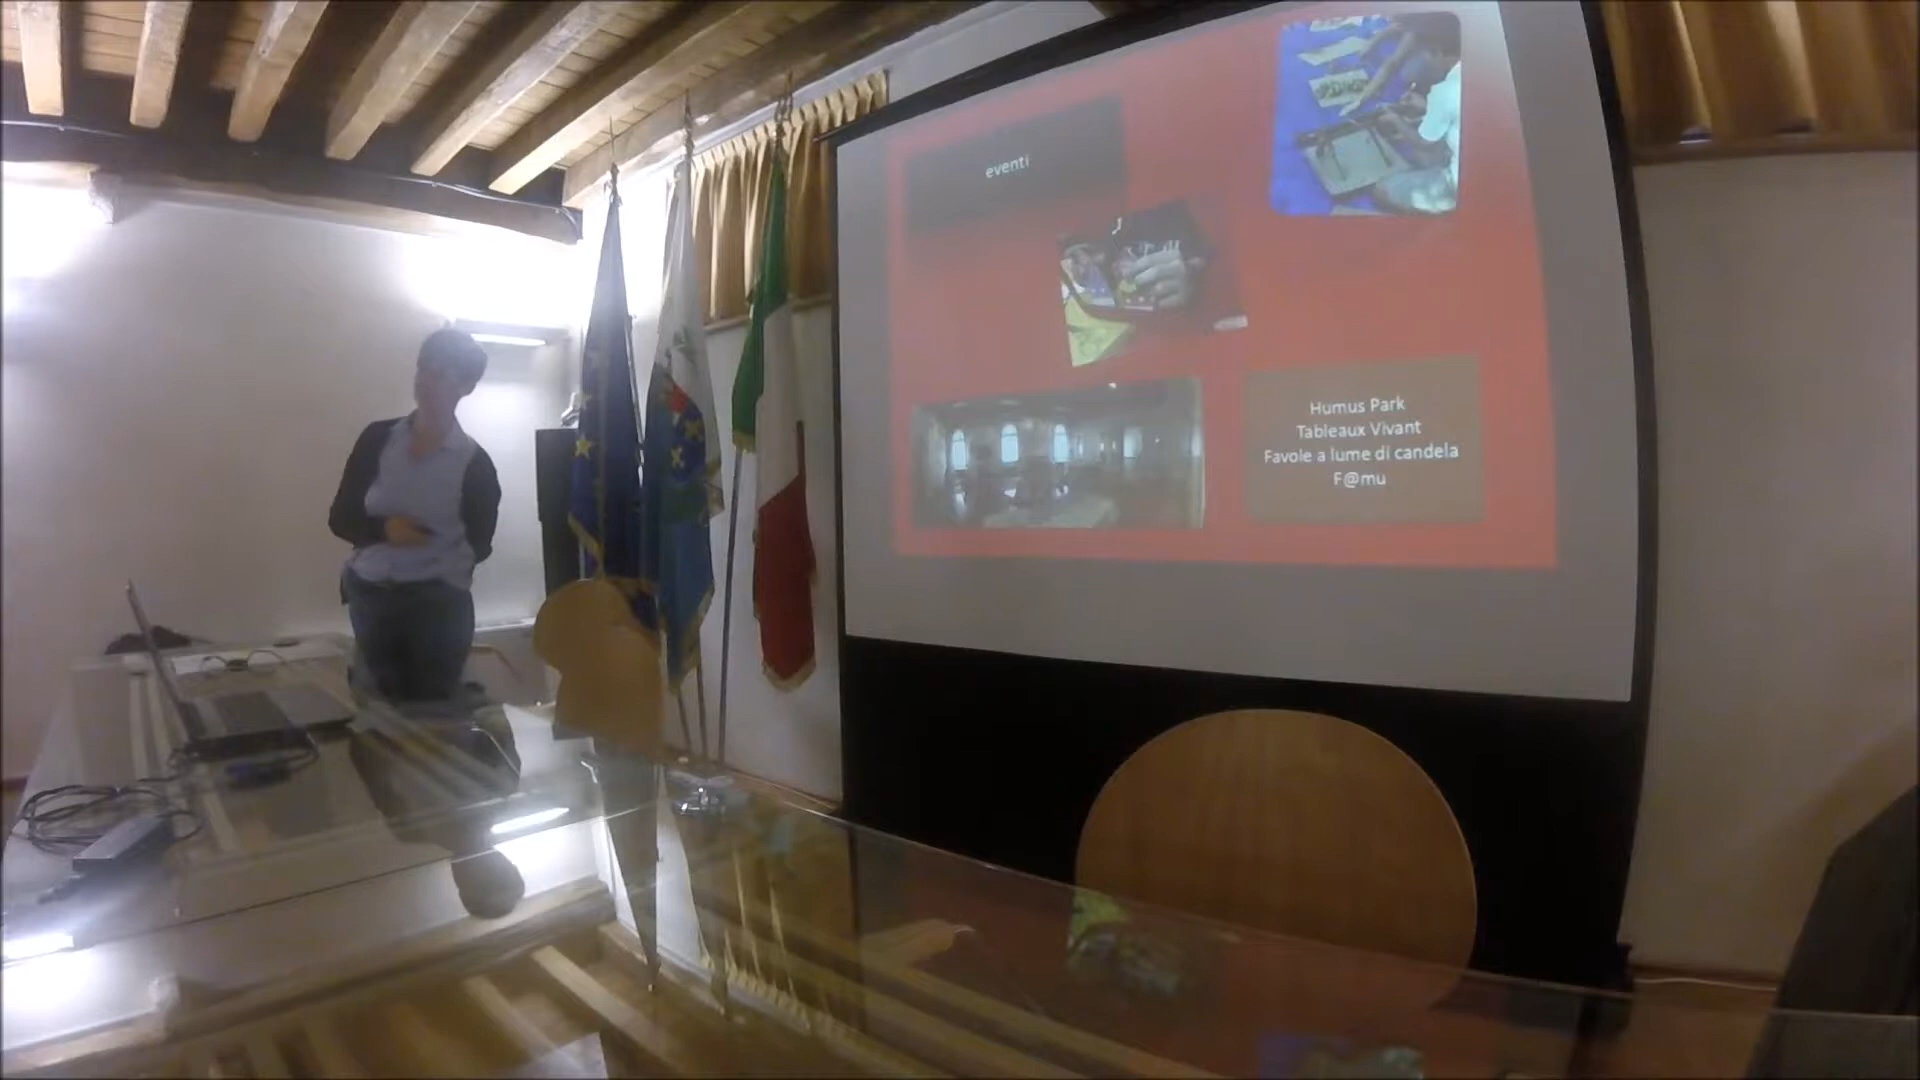 eventi
Humus Park
Tableaux Vivant
Favole a lume di candela
F@mu